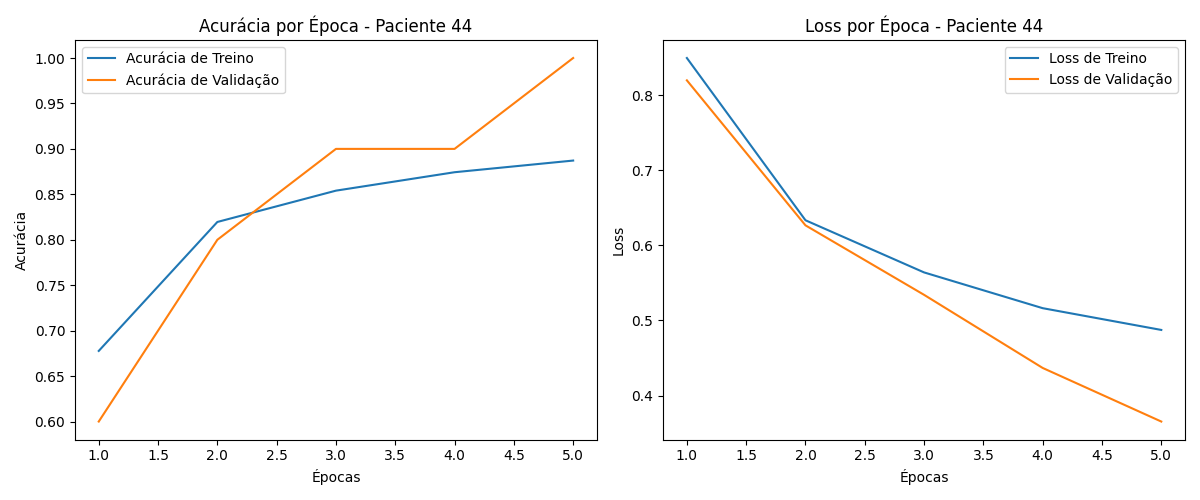 Acurácia por Época - Paciente 44
Acurácia de Treino
Acurácia de Validação
1.00
0.95
0.90
0.85
0.80
0.75
0.70
0.65
0.60
Acurácia
1.0 1.5 2.0 2.5 3.0 3.5 4.0 4.5 5.0
Épocas
Loss por Época - Paciente 44
Loss de Treino
Loss de Validação
0.8
0.7
0.6
0.5
0.4
Loss
1.0 1.5 2.0 2.5 3.0 3.5 4.0 4.5 5.0
Épocas